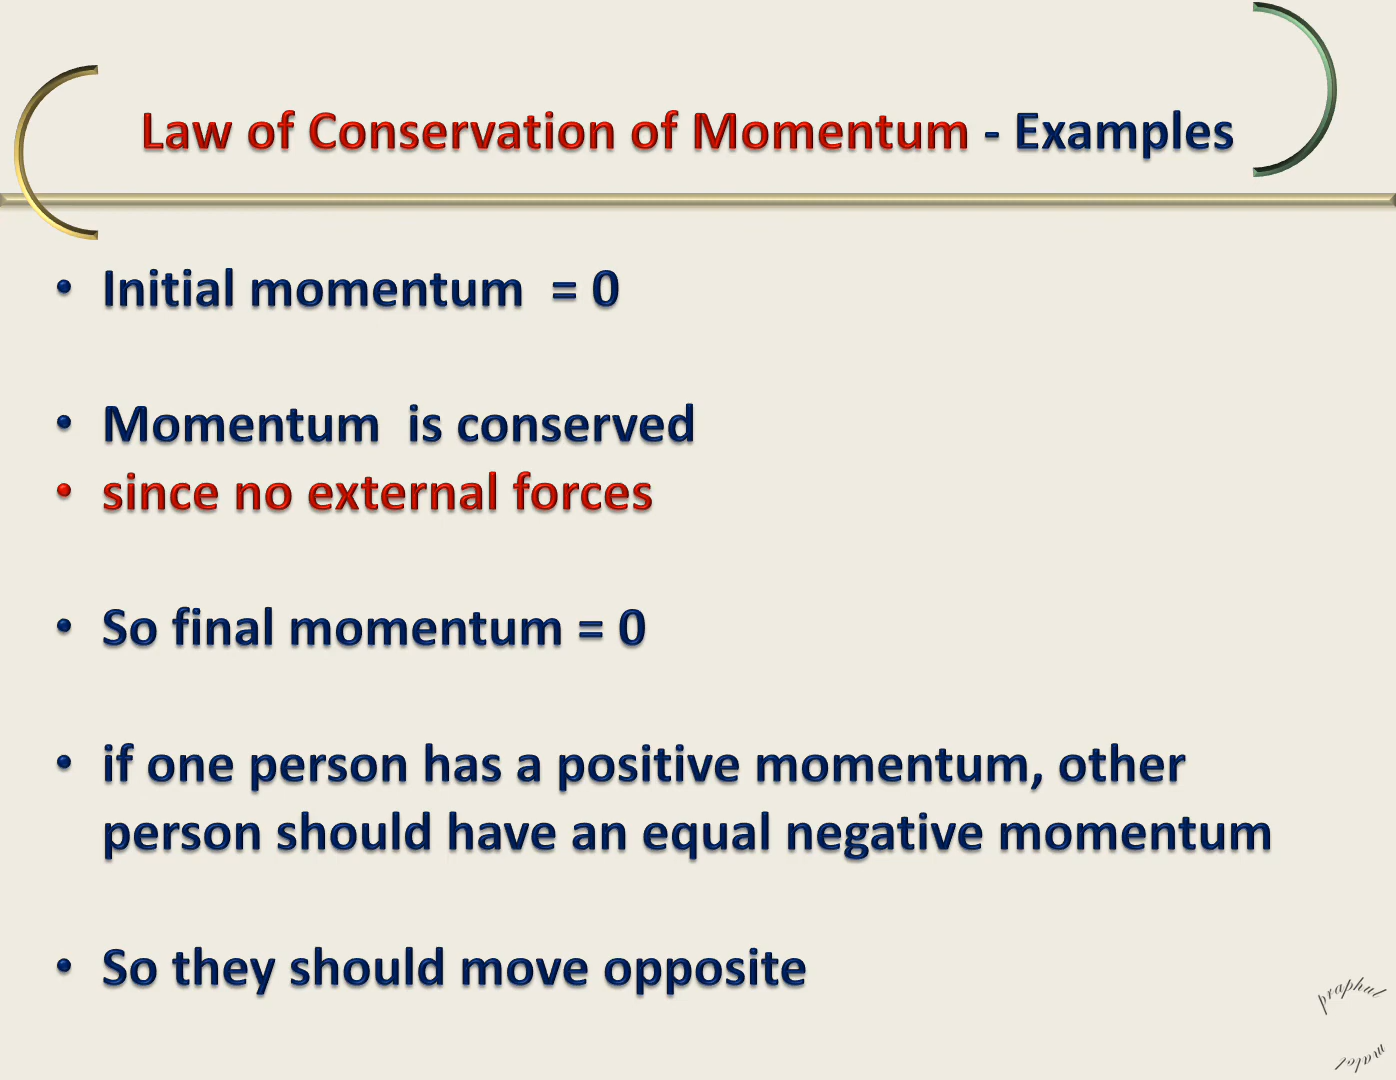 Law of Conservation of Momentum - Examples
• Initial momentum  = 0
• Momentum  is conserved
• since no external forces
• So final momentum = 0
• if one person has a positive momentum, other
person should have an equal negative momentum
• So they should move opposite
praphul